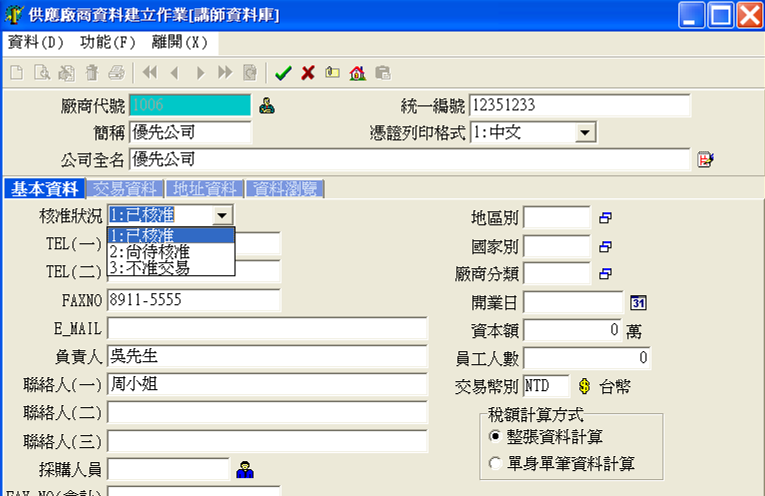 供應廠商資料建立作業[講師資料庫]
資料(D) 功能(F) 離開(X)
廠商代號 1006 統一編號 12351233
簡稱 優先公司 憑證列印格式 1:中文
公司全名 優先公司
基本資料 交易資料 地址資料 資料瀏覽
核准狀況 1:已核准 地區別
1:已核准
TEL(一) 國家別
2:尚待核准
TEL(二) 廠商分類
3:不准交易
FAXNO 8911-5555 開業日 31
E_MAIL 資本額 0 萬
負責人 吳先生 員工人數 0
聯絡人(一) 周小姐 交易幣別 NTD 台幣
聯絡人(二) 稅額計算方式
整張資料計算
聯絡人(三)
單身單筆資料計算
採購人員
FAX NO(會計)